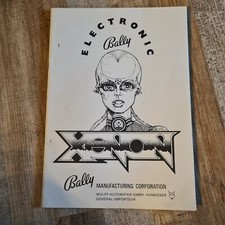 ELECTRONIC
Bally
XENON
Bally MANUFACTURING CORPORATION
WULFF-AUTOMATEN GMBH HANNOVER
GENERAL-IMPORTEUR